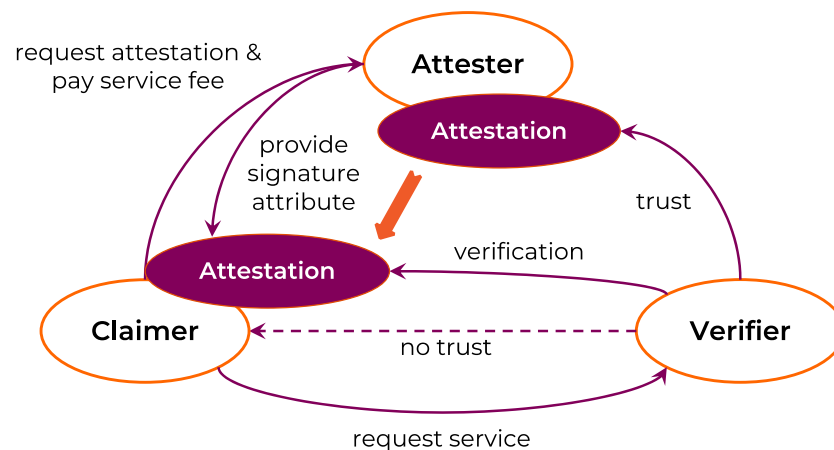 request attestation &
pay service fee
Attester
Attestation
provide
signature
attribute
trust
verification
Attestation
Claimer
no trust
Verifier
request service